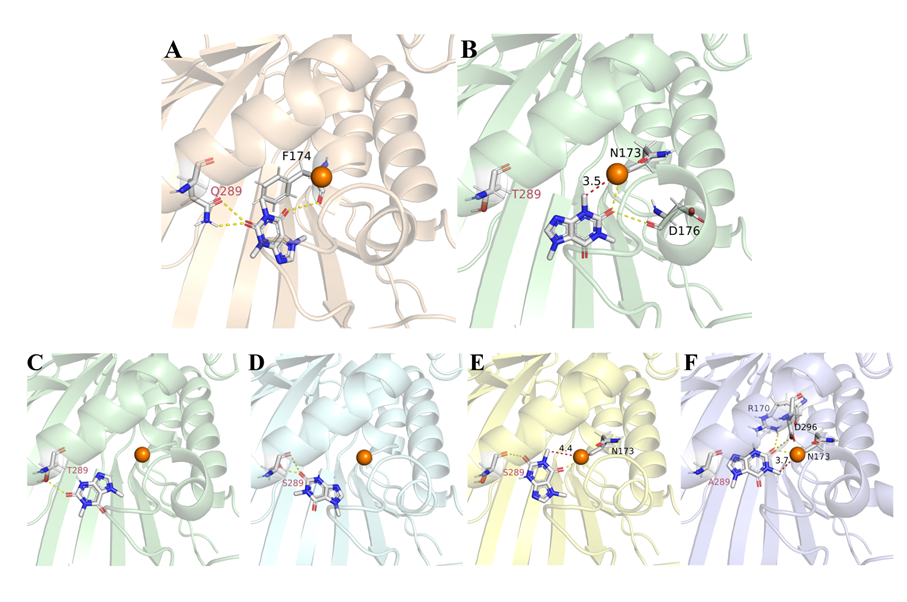 A
B
F174
Q289
N173
3.5
T289
D176
C
D
E
F
R170
D296
4.4
N173
N173
3.7
T289
S289
S289
A289